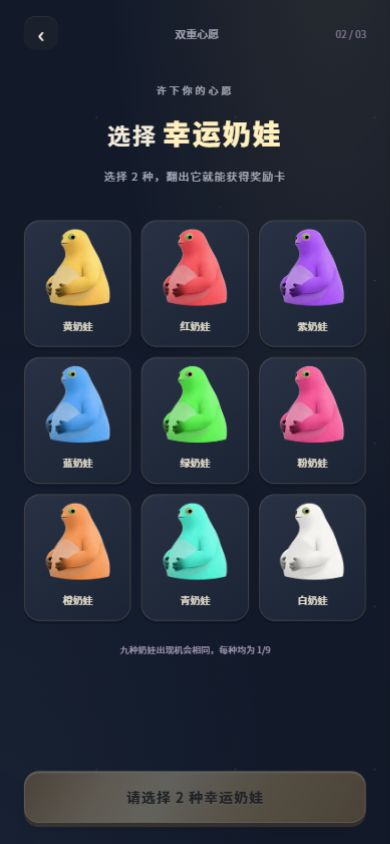 双重心愿
02 / 03
许下你的心愿
选择 幸运奶娃
选择 2 种，翻出它就能获得奖励卡
黄奶娃
红奶娃
紫奶娃
蓝奶娃
绿奶娃
粉奶娃
橙奶娃
青奶娃
白奶娃
九种奶娃出现机会相同，每种均为 1/9
请选择 2 种幸运奶娃